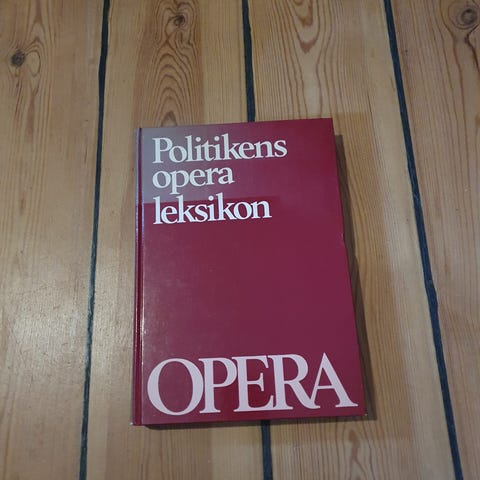 Politikens
opera
leksikon
OPERA